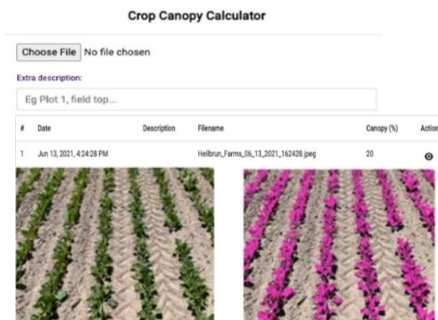 Crop Canopy Calculator
Choose File No file chosen
Extra description:
Eg Plot 1, field top...
# Date Description Filename Canopy (%) Action
1 Jun 13, 2021, 4:24:28 PM Heilbrun_Farms_06_13_2021_162428.jpeg 20